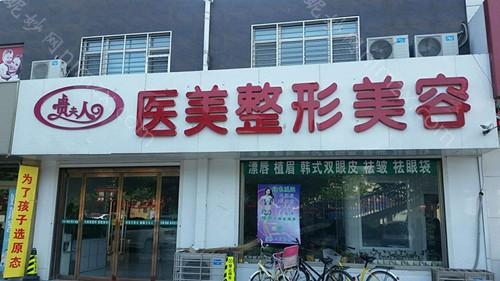 贵夫人
医美整形美容
漂唇 植眉 韩式双眼皮 祛皱 祛眼袋
为了孩子选原态